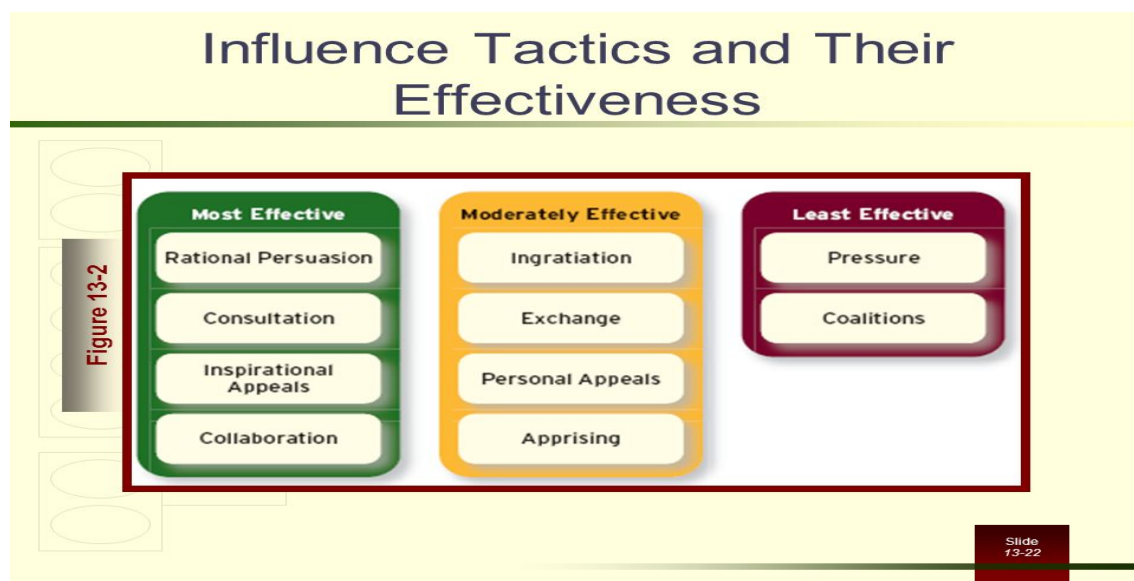 Influence Tactics and Their
Effectiveness
Figure 13-2
Most Effective
Rational Persuasion
Consultation
Inspirational
Appeals
Collaboration
Moderately Effective
Ingratiation
Exchange
Personal Appeals
Apprising
Least Effective
Pressure
Coalitions
Slide
13-22